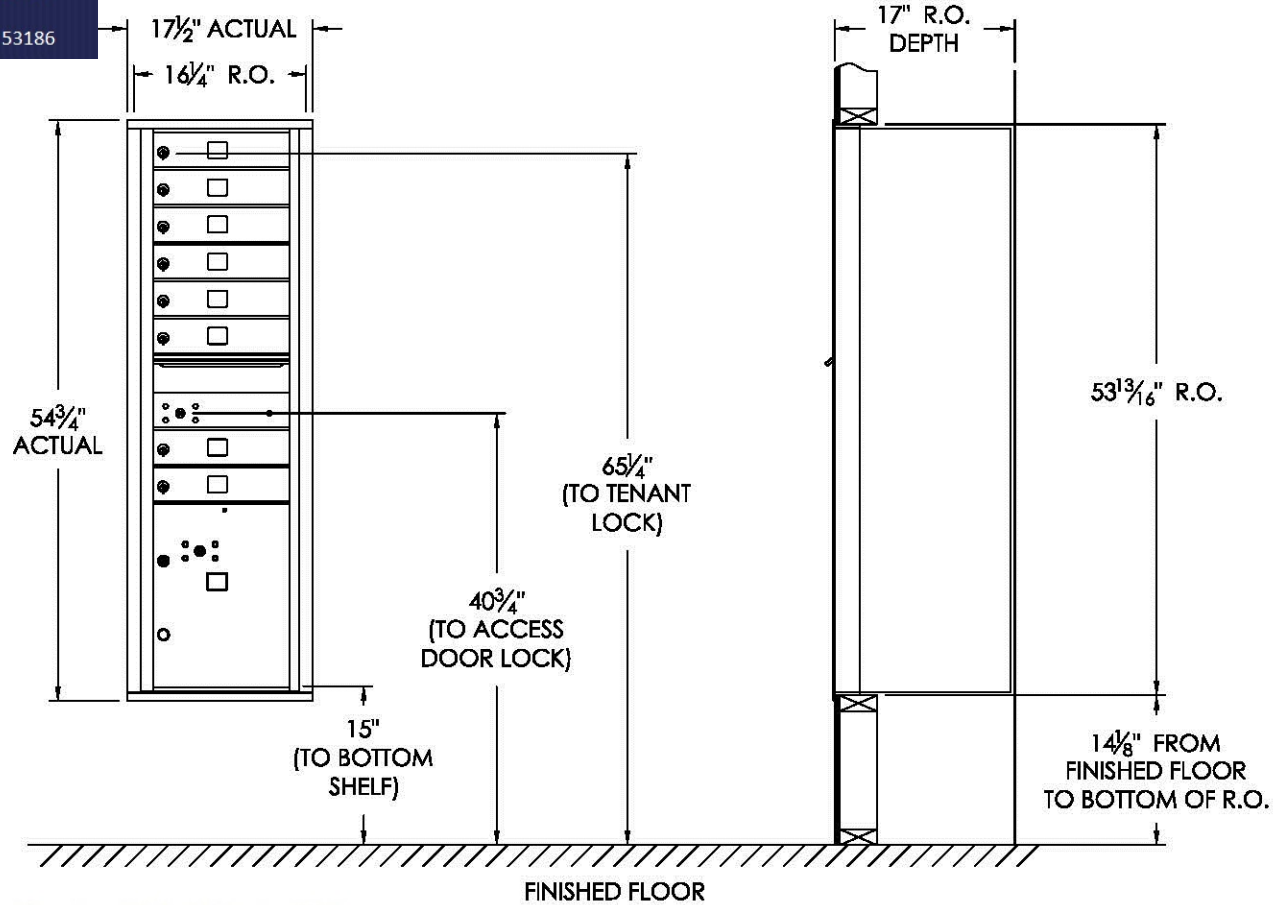 53186
17½" ACTUAL
16¼" R.O.
17" R.O.
DEPTH
54¾"
ACTUAL
53¹³⁄₁₆" R.O.
65¼"
(TO TENANT
LOCK)
40¾"
(TO ACCESS
DOOR LOCK)
15"
(TO BOTTOM
SHELF)
14⅛" FROM
FINISHED FLOOR
TO BOTTOM OF R.O.
FINISHED FLOOR